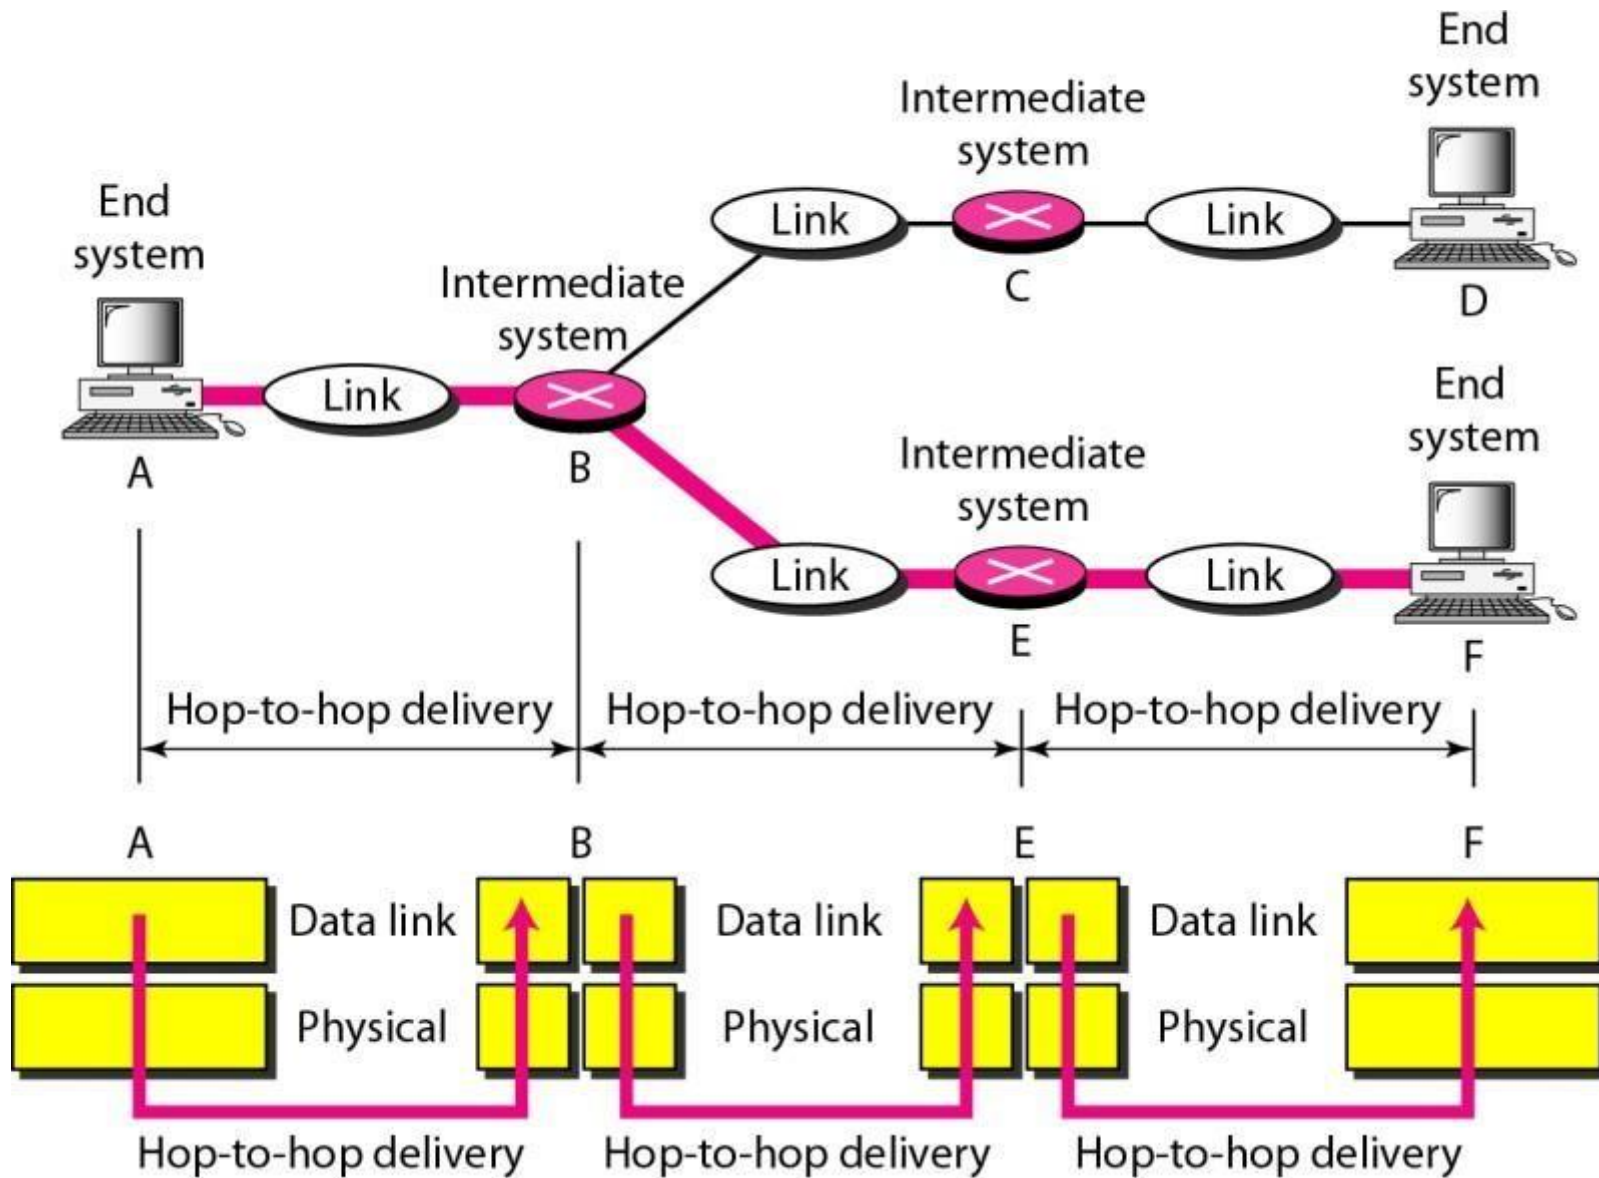 End
system
Intermediate
system
End
system
Link
Link
C
D
Intermediate
system
Link
A
B
End
system
Intermediate
system
Link
Link
E
F
Hop-to-hop delivery
Hop-to-hop delivery
Hop-to-hop delivery
A
B
E
F
Data link
Data link
Data link
Physical
Physical
Physical
Hop-to-hop delivery
Hop-to-hop delivery
Hop-to-hop delivery